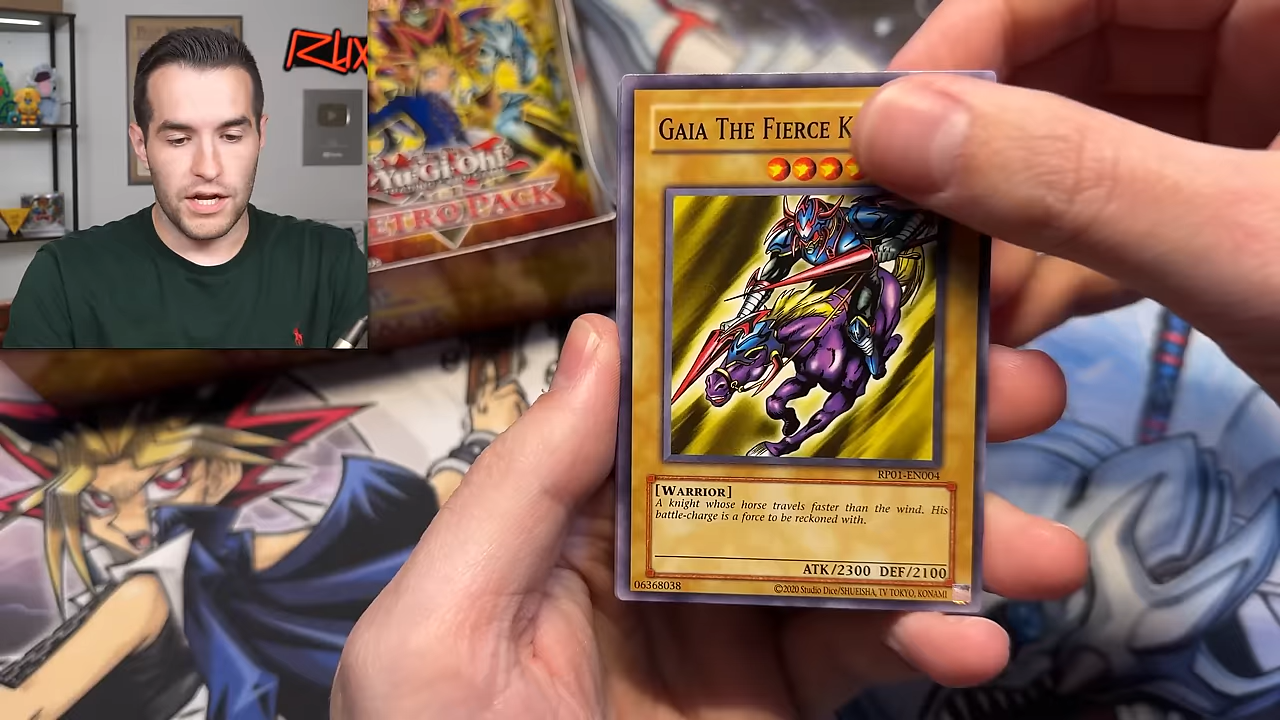 Rux
Yu-Gi-Oh!
RETRO PACK
GAIA THE FIERCE K
RP01-EN004
[WARRIOR]
A knight whose horse travels faster than the wind. His
battle-charge is a force to be reckoned with.
ATK/2300 DEF/2100
06368038
©2020 Studio Dice/SHUEISHA, TV TOKYO, KONAMI